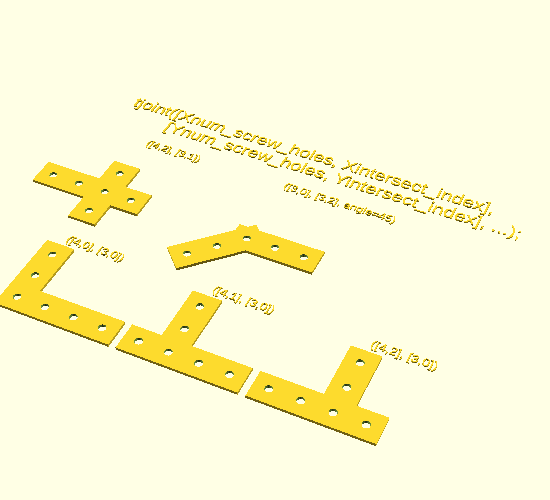 tjoint([Xnum_screw_holes, Xintersect_index],
[Ynum_screw_holes, Yintersect_index], ...);
([4,2], [3,1])
([3,0], [3,2], angle=45)
([4,0], [3,0])
([4,1], [3,0])
([4,2], [3,0])